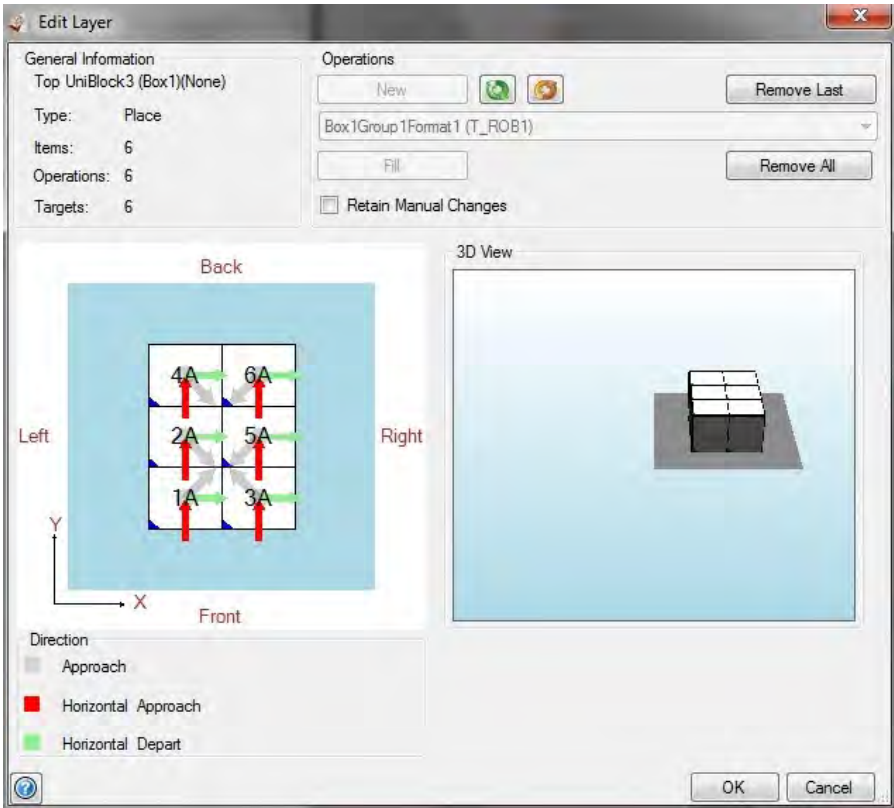 Edit Layer
General Information
Top UniBlock3 (Box1)(None)
Type: Place
Items: 6
Operations: 6
Targets: 6
Operations
New
Remove Last
Box1Group1Format1 (T_ROB1)
Fill
Remove All
Retain Manual Changes
Back
4A 6A
Left
2A 5A
Right
1A 3A
Y
X
Front
3D View
Direction
Approach
Horizontal Approach
Horizontal Depart
?
OK Cancel